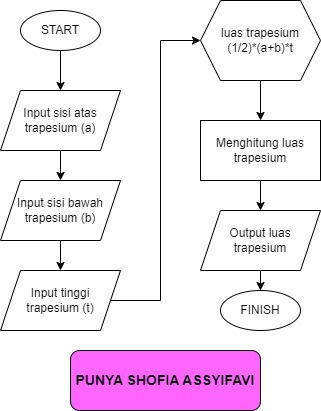 START
Input sisi atas
trapesium (a)
Input sisi bawah
trapesium (b)
Input tinggi
trapesium (t)
luas trapesium
(1/2)*(a+b)*t
Menghitung luas
trapesium
Output luas
trapesium
FINISH
PUNYA SHOFIA ASSYIFAVI